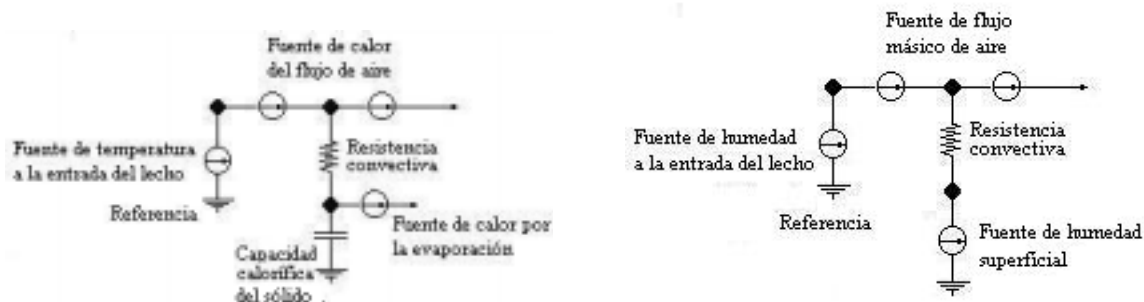 Fuente de calor
del flujo de aire
Fuente de temperatura
a la entrada del lecho
Resistencia
convectiva
Referencia
Fuente de calor por
la evaporación
Capacidad
calorífica
del sólido
Fuente de flujo
másico de aire
Fuente de humedad
a la entrada del lecho
Resistencia
convectiva
Referencia
Fuente de humedad
superficial